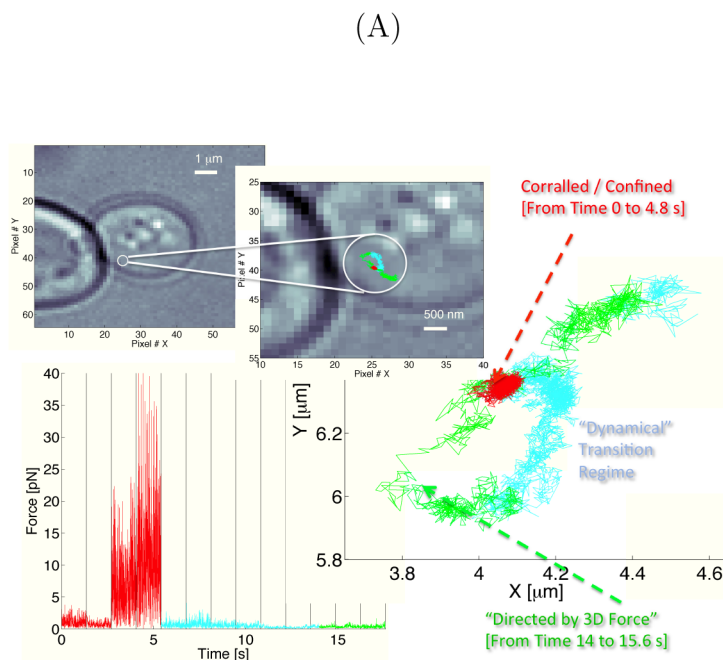 (A)
1 μm
Pixel # Y
10
20
30
40
50
60
10 20 30 40 50
Pixel # X
25
30
35
40
45
50
55
Pixel # Y
500 nm
10 15 20 25 30 35 40
Pixel # X
Corralled / Confined
[From Time 0 to 4.8 s]
40
35
30
25
20
15
10
5
0
Force [pN]
0 5 10 15
Time [s]
Y [μm]
6.2
6
5.8
3.8 4 4.2 4.4 4.6
X [μm]
"Dynamical"
Transition
Regime
"Directed by 3D Force"
[From Time 14 to 15.6 s]